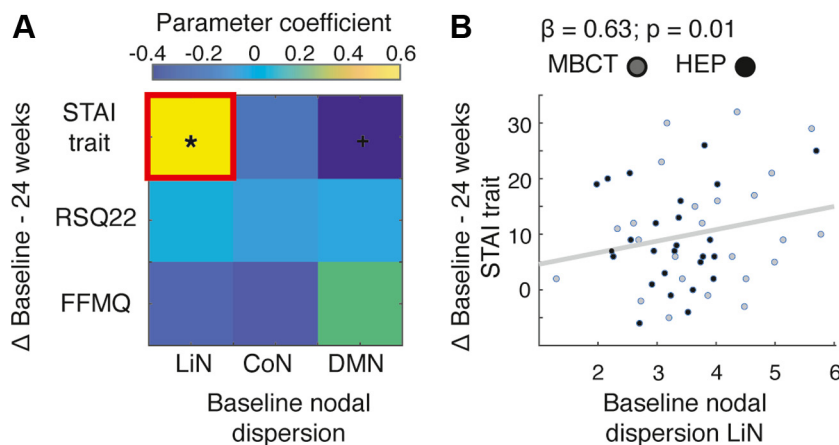 A
Parameter coefficient
-0.4 -0.2 0 0.2 0.4 0.6
Δ Baseline - 24 weeks
STAI
trait
RSQ22
FFMQ
*
+
LiN CoN DMN
Baseline nodal
dispersion
B
β = 0.63; p = 0.01
MBCT HEP
Δ Baseline - 24 weeks
STAI trait
30
20
10
0
2 3 4 5 6
Baseline nodal
dispersion LiN